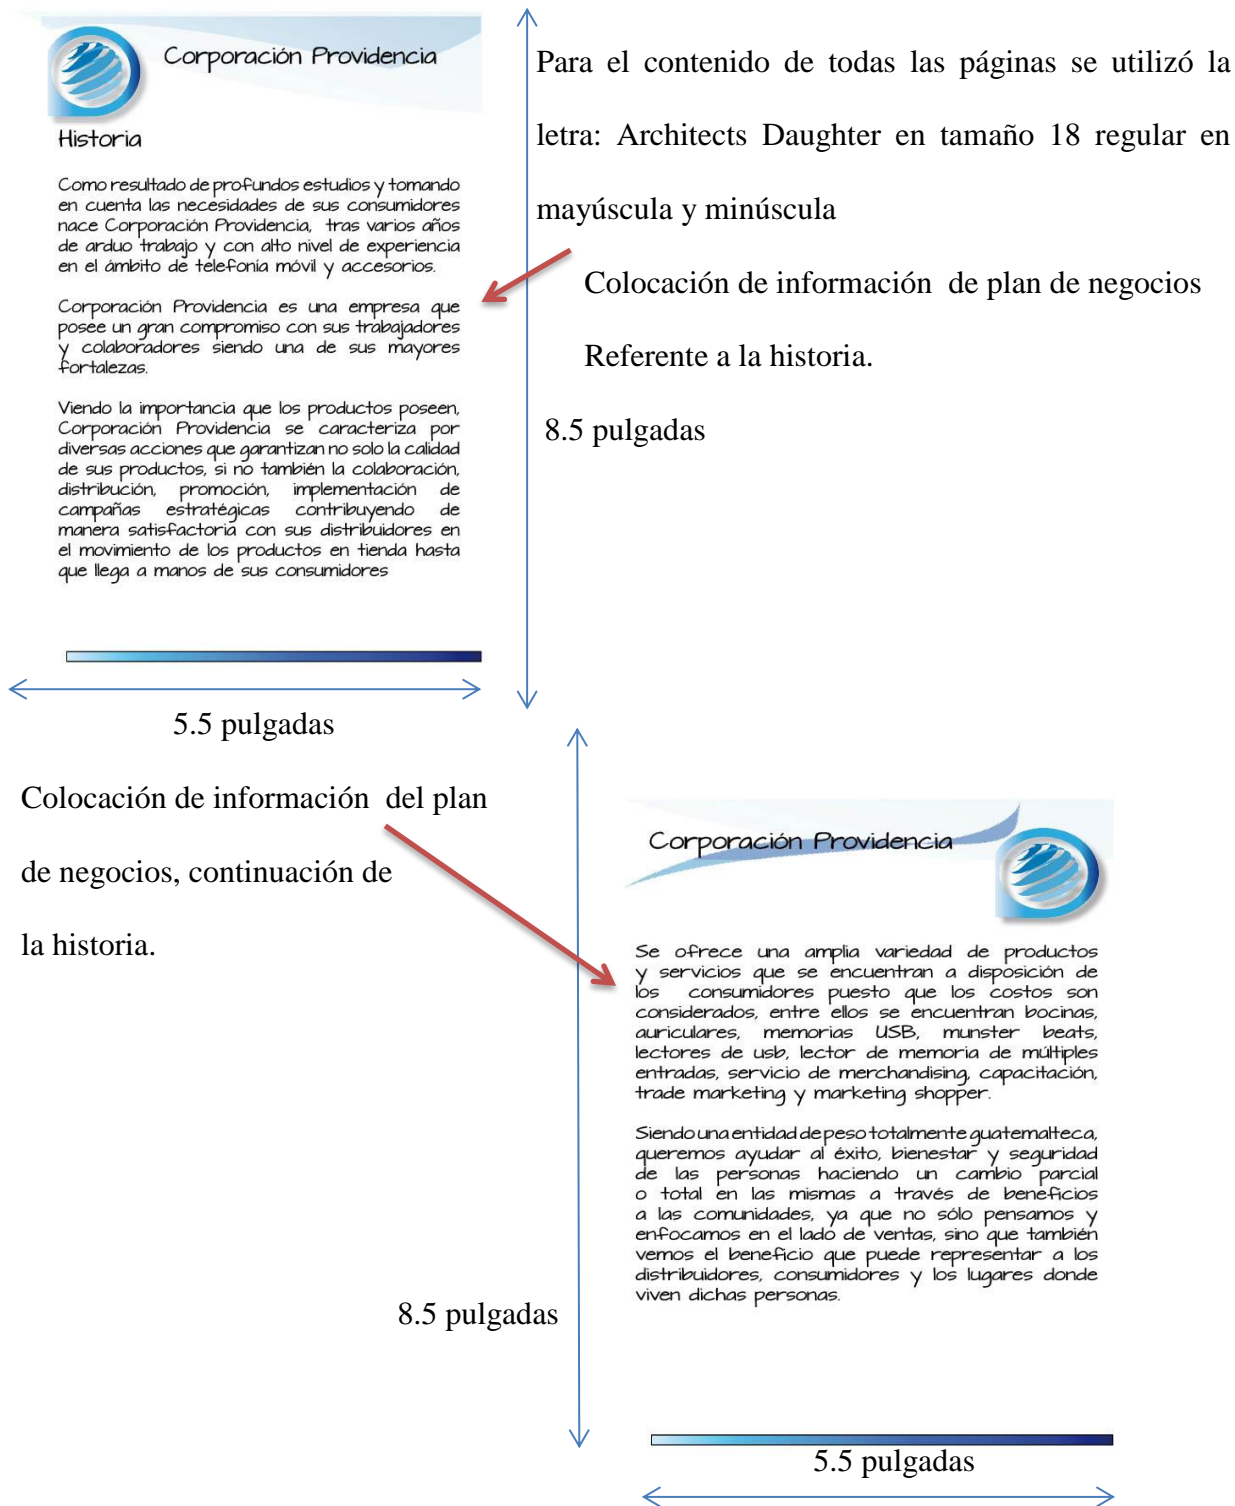 Corporación Providencia
Historia
Como resultado de profundos estudios y tomando
en cuenta las necesidades de sus consumidores
nace Corporación Providencia, tras varios años
de arduo trabajo y con alto nivel de experiencia
en el ámbito de telefonía móvil y accesorios.
Corporación Providencia es una empresa que
posee un gran compromiso con sus trabajadores
y colaboradores siendo una de sus mayores
fortalezas.
Viendo la importancia que los productos poseen,
Corporación Providencia se caracteriza por
diversas acciones que garantizan no solo la calidad
de sus productos, si no también la colaboración,
distribución, promoción, implementación de
campañas estratégicas contribuyendo de
manera satisfactoria con sus distribuidores en
el movimiento de los productos en tienda hasta
que llega a manos de sus consumidores
5.5 pulgadas
Para el contenido de todas las páginas se utilizó la
letra: Architects Daughter en tamaño 18 regular en
mayúscula y minúscula
Colocación de información de plan de negocios
Referente a la historia.
8.5 pulgadas
Colocación de información del plan
de negocios, continuación de
la historia.
8.5 pulgadas
Corporación Providencia
Se ofrece una amplia variedad de productos
y servicios que se encuentran a disposición de
los consumidores puesto que los costos son
considerados, entre ellos se encuentran bocinas,
auriculares, memorias USB, munster beats,
lectores de usb, lector de memoria de múltiples
entradas, servicio de merchandising, capacitación,
trade marketing y marketing shopper.
Siendo una entidad de peso totalmente guatemalteca,
queremos ayudar al éxito, bienestar y seguridad
de las personas haciendo un cambio parcial
o total en las mismas a través de beneficios
a las comunidades, ya que no sólo pensamos y
enfocamos en el lado de ventas, sino que también
vemos el beneficio que puede representar a los
distribuidores, consumidores y los lugares donde
viven dichas personas.
5.5 pulgadas